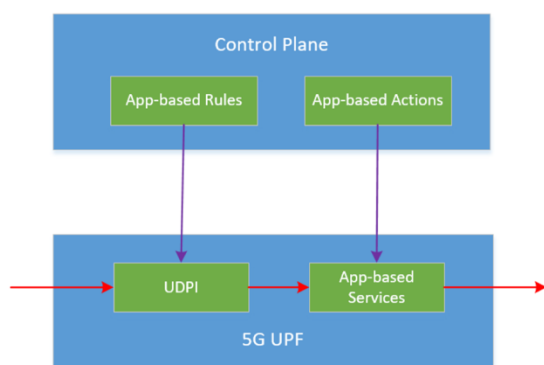 Control Plane
App-based Rules
App-based Actions
UDPI
App-based
Services
5G UPF